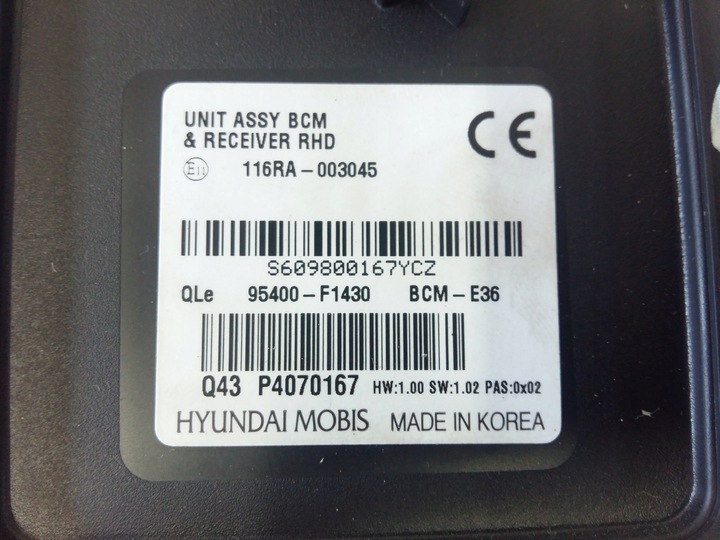 UNIT ASSY BCM
& RECEIVER RHD
CE
E11 116RA-003045
S609800167YCZ
QLe 95400-F1430 BCM-E36
Q43 P4070167 HW:1.00 SW:1.02 PAS:0x02
HYUNDAI MOBIS MADE IN KOREA